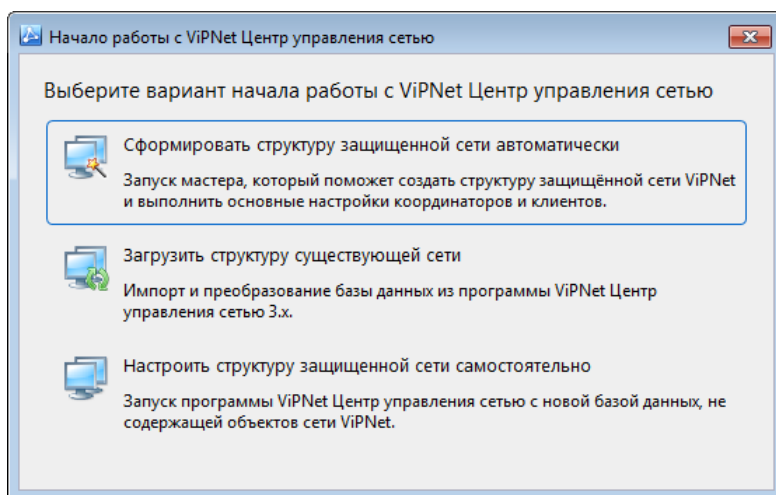 Начало работы с ViPNet Центр управления сетью
Выберите вариант начала работы с ViPNet Центр управления сетью
Сформировать структуру защищенной сети автоматически
Запуск мастера, который поможет создать структуру защищённой сети ViPNet
и выполнить основные настройки координаторов и клиентов.
Загрузить структуру существующей сети
Импорт и преобразование базы данных из программы ViPNet Центр
управления сетью 3.x.
Настроить структуру защищенной сети самостоятельно
Запуск программы ViPNet Центр управления сетью с новой базой данных, не
содержащей объектов сети ViPNet.